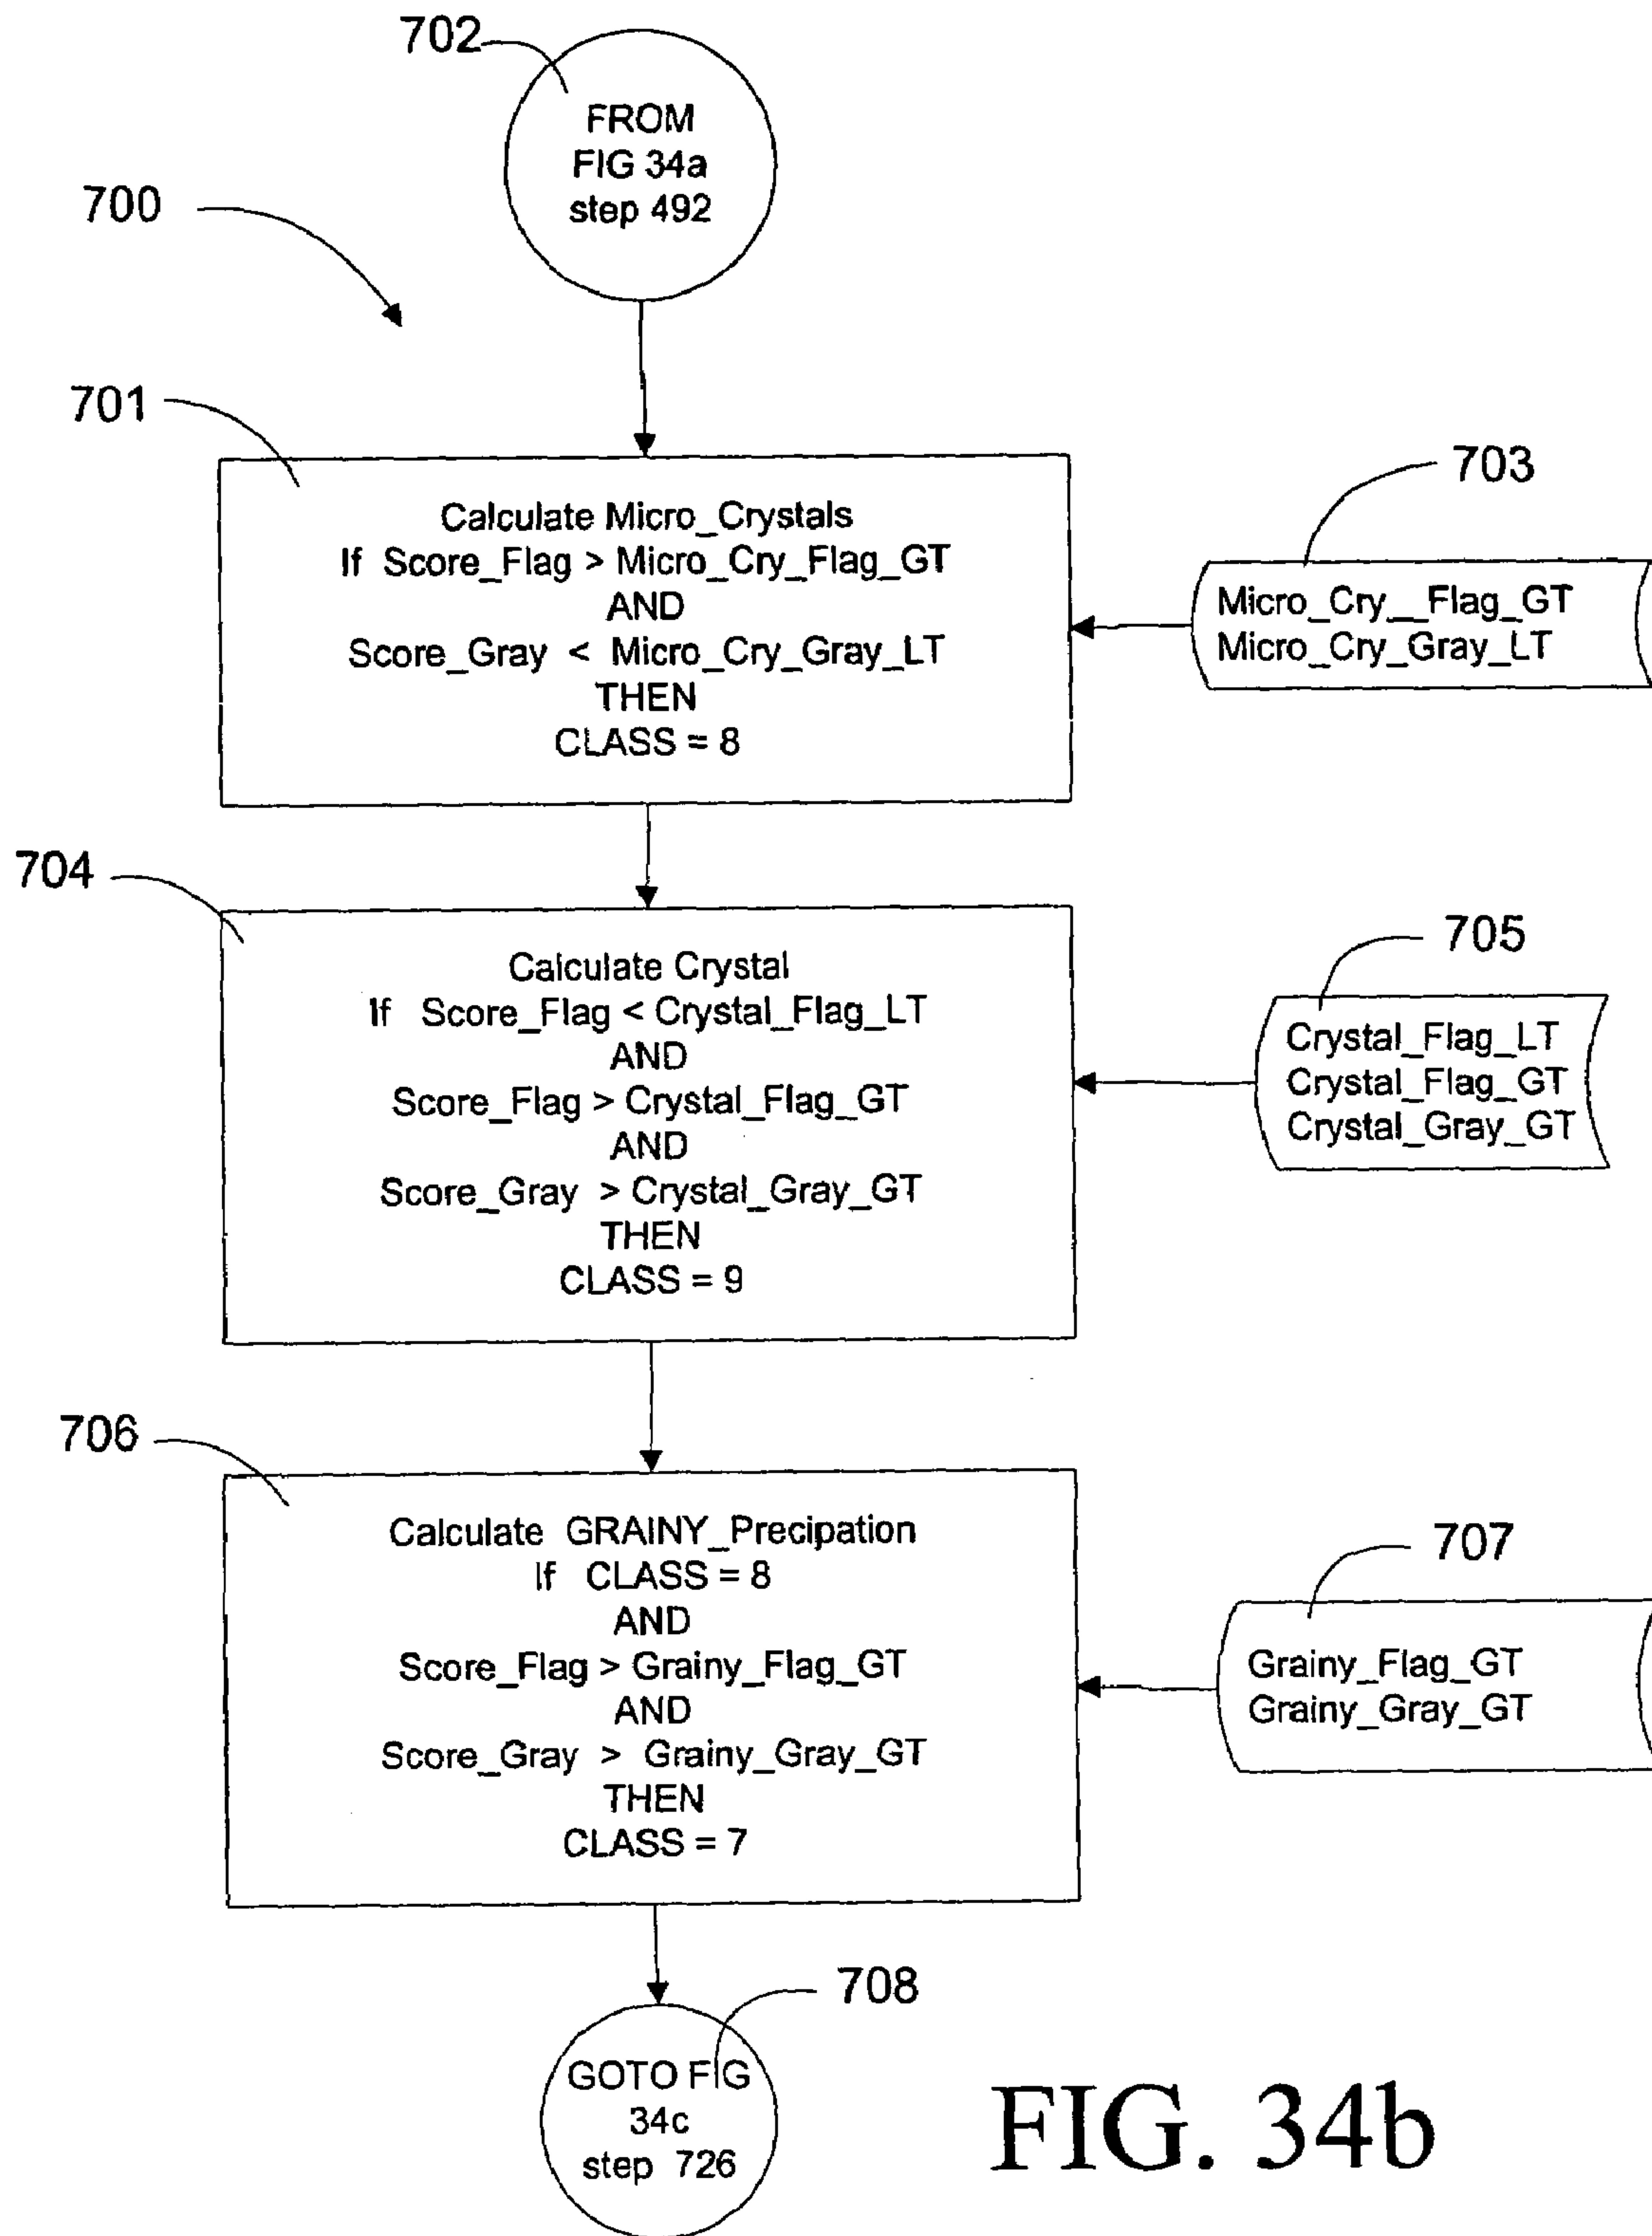 702
FROM
FIG 34a
step 492
700
701
Calculate Micro_Crystals
If Score_Flag > Micro_Cry_Flag_GT
AND
Score_Gray < Micro_Cry_Gray_LT
THEN
CLASS = 8
703
Micro_Cry__Flag_GT
Micro_Cry_Gray_LT
704
Calculate Crystal
If Score_Flag < Crystal_Flag_LT
AND
Score_Flag > Crystal_Flag_GT
AND
Score_Gray > Crystal_Gray_GT
THEN
CLASS = 9
705
Crystal_Flag_LT
Crystal_Flag_GT
Crystal_Gray_GT
706
Calculate GRAINY_Precipation
If CLASS = 8
AND
Score_Flag > Grainy_Flag_GT
AND
Score_Gray > Grainy_Gray_GT
THEN
CLASS = 7
707
Grainy_Flag_GT
Grainy_Gray_GT
708
GOTO FIG
34c
step 726
FIG. 34b